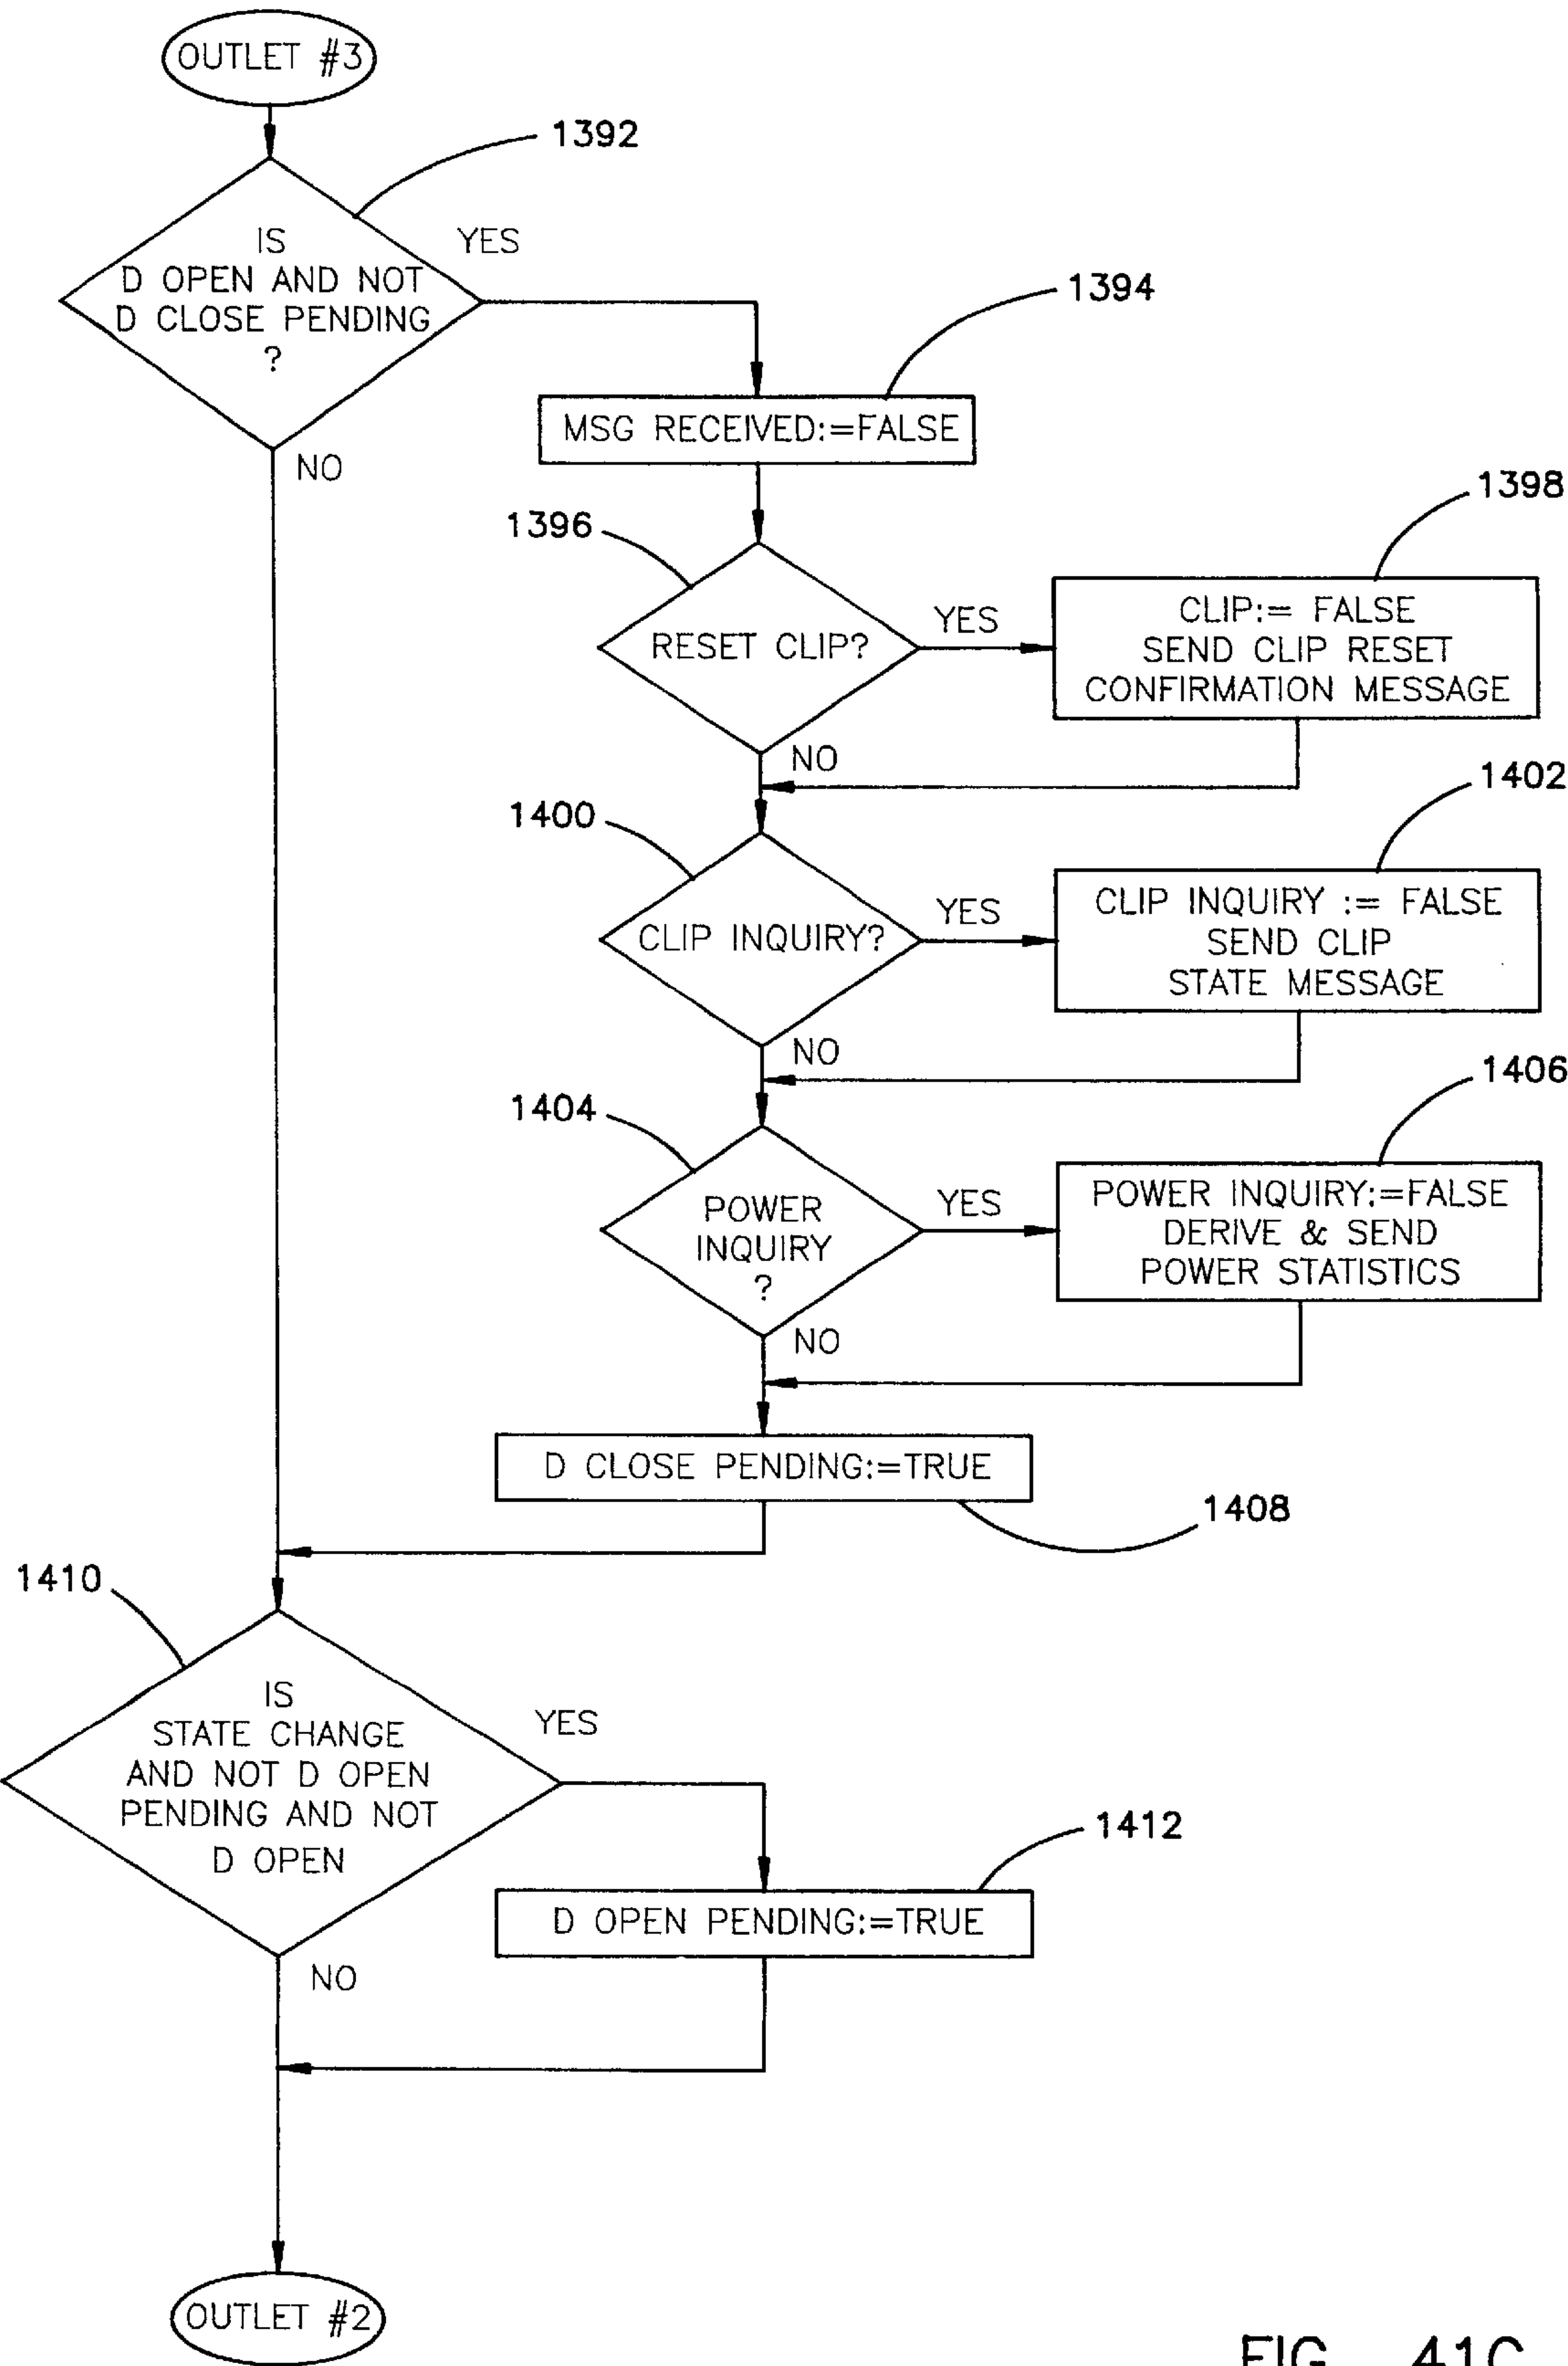 OUTLET #3
1392
IS
D OPEN AND NOT
D CLOSE PENDING
?
YES
NO
1394
MSG RECEIVED:=FALSE
1396
RESET CLIP?
YES
NO
1398
CLIP:= FALSE
SEND CLIP RESET
CONFIRMATION MESSAGE
1400
CLIP INQUIRY?
YES
NO
1402
CLIP INQUIRY := FALSE
SEND CLIP
STATE MESSAGE
1404
POWER
INQUIRY
?
YES
NO
1406
POWER INQUIRY:=FALSE
DERIVE & SEND
POWER STATISTICS
D CLOSE PENDING:=TRUE
1408
1410
IS
STATE CHANGE
AND NOT D OPEN
PENDING AND NOT
D OPEN
YES
NO
1412
D OPEN PENDING:=TRUE
OUTLET #2
FIG. 41C